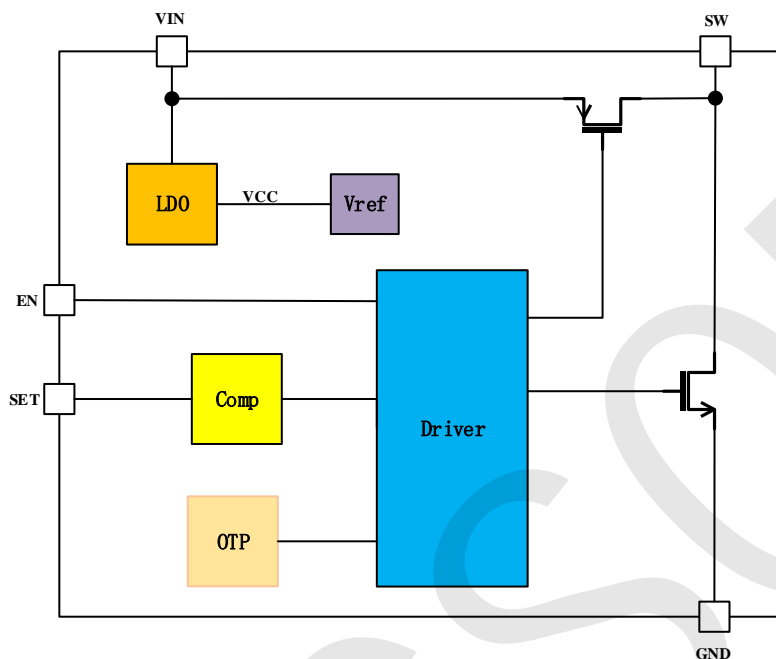 VIN
SW
LDO
VCC
Vref
EN
SET
Comp
Driver
OTP
GND